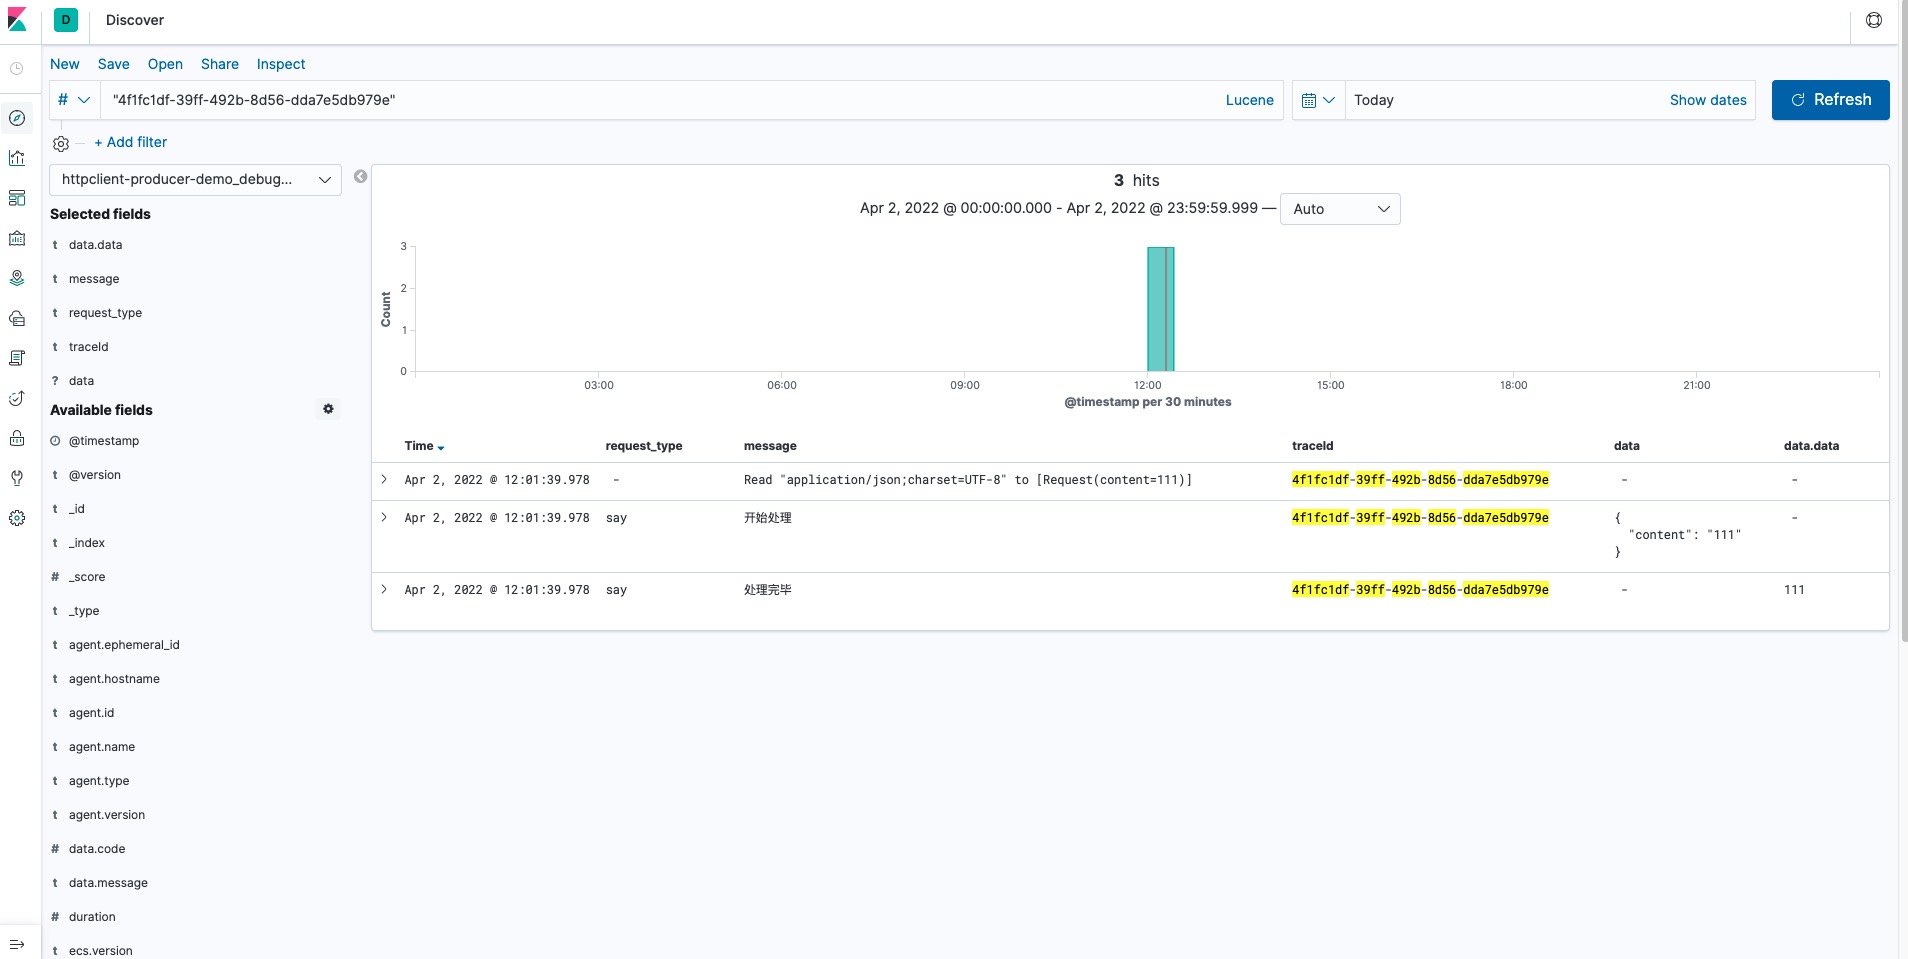 D Discover
New Save Open Share Inspect
# "4f1fc1df-39ff-492b-8d56-dda7e5db979e" Lucene Today Show dates Refresh
+ Add filter
httpclient-producer-demo_debug...
Selected fields
t data.data
t message
t request_type
t traceId
? data
Available fields
@timestamp
t @version
t _id
t _index
# _score
t _type
t agent.ephemeral_id
t agent.hostname
t agent.id
t agent.name
t agent.type
t agent.version
# data.code
t data.message
# duration
t ecs.version
3 hits
Apr 2, 2022 @ 00:00:00.000 - Apr 2, 2022 @ 23:59:59.999 — Auto
Count
3
2
1
0
03:00 06:00 09:00 12:00 15:00 18:00 21:00
@timestamp per 30 minutes
Time request_type message traceId data data.data
Apr 2, 2022 @ 12:01:39.978 - Read "application/json;charset=UTF-8" to [Request(content=111)] 4f1fc1df-39ff-492b-8d56-dda7e5db979e - -
Apr 2, 2022 @ 12:01:39.978 say 开始处理 4f1fc1df-39ff-492b-8d56-dda7e5db979e { -
"content": "111"
}
Apr 2, 2022 @ 12:01:39.978 say 处理完毕 4f1fc1df-39ff-492b-8d56-dda7e5db979e - 111